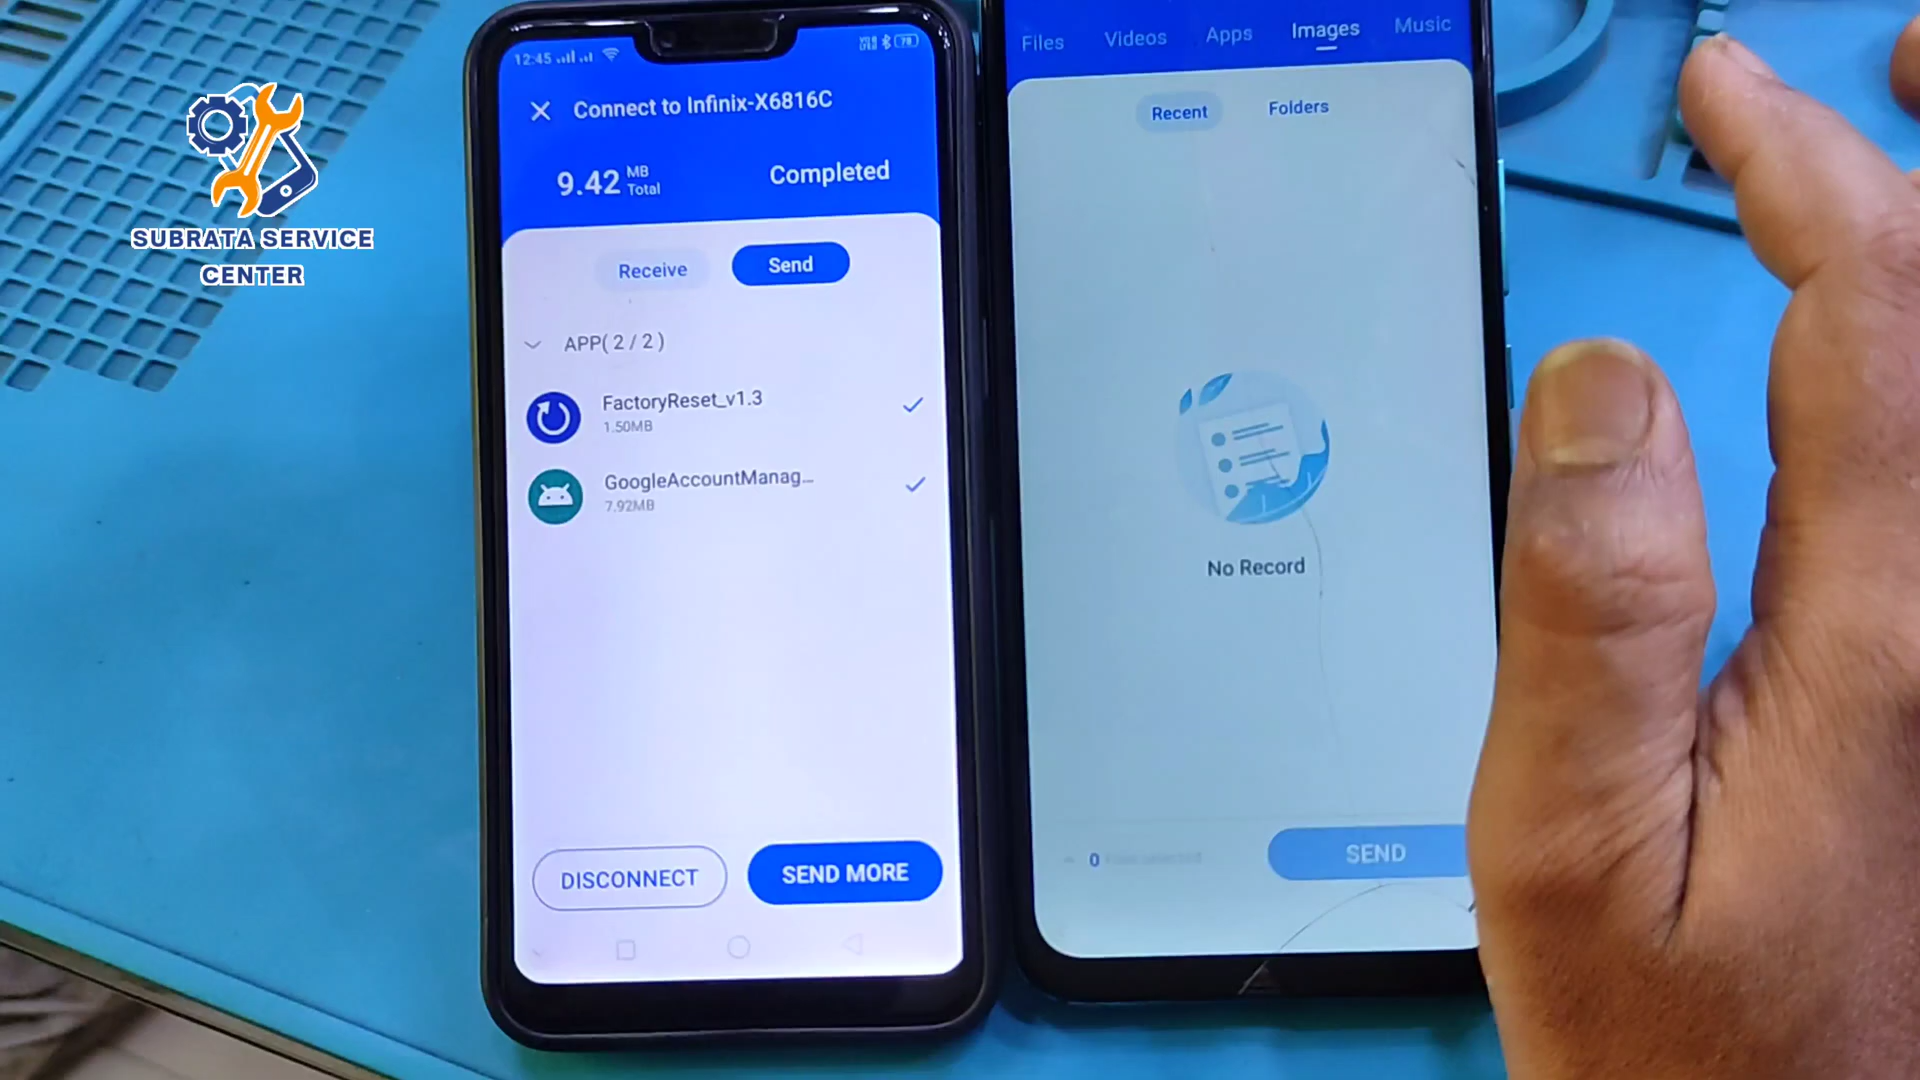 SUBRATA SERVICE
CENTER
12:45
78
Connect to Infinix-X6816C
9.42 MB
Total
Completed
Receive
Send
APP( 2 / 2 )
FactoryReset_v1.3
1.50MB
GoogleAccountManag...
7.92MB
DISCONNECT
SEND MORE
Files
Videos
Apps
Images
Music
Recent
Folders
No Record
0
SEND